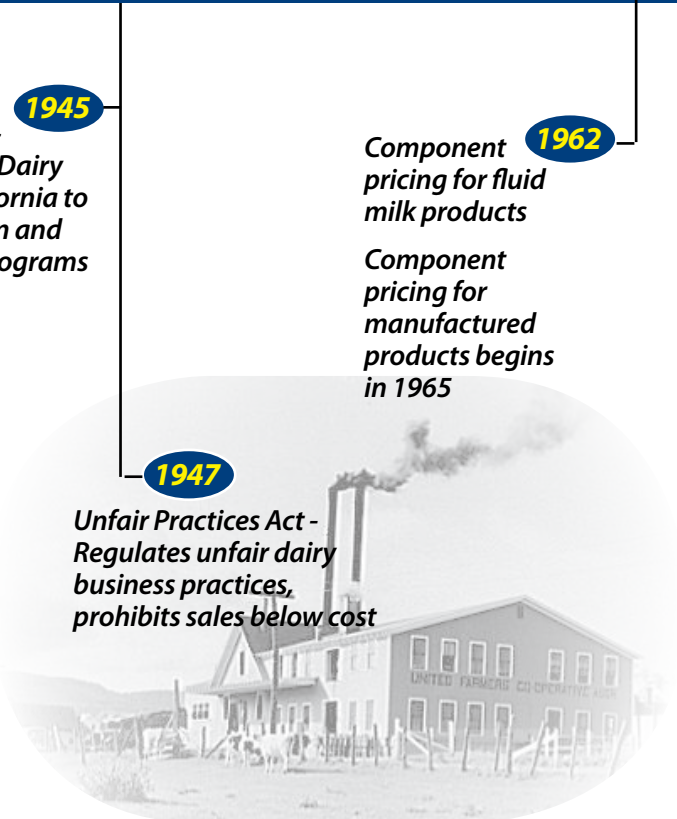 1945
Dairy
ornia to
and
ograms
1962
Component
pricing for fluid
milk products
Component
pricing for
manufactured
products begins
in 1965
1947
Unfair Practices Act -
Regulates unfair dairy
business practices,
prohibits sales below cost
UNITED FARMERS CO-OPERATIVE ASSN